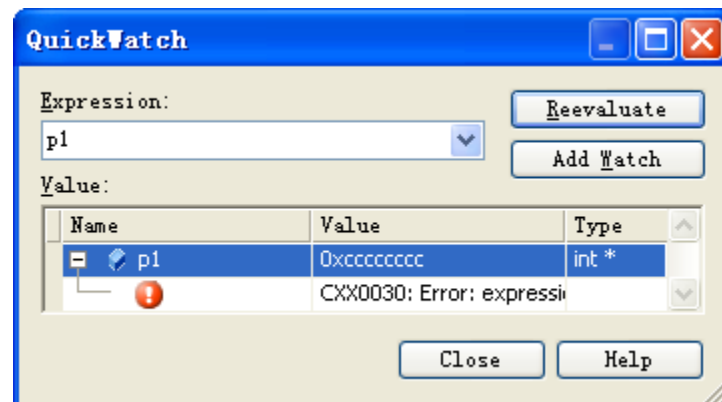 QuickWatch
Expression:
Reevaluate
p1
Add Watch
Value:
Name Value Type
p1 0xcccccccc int *
CXX0030: Error: expressi
Close Help